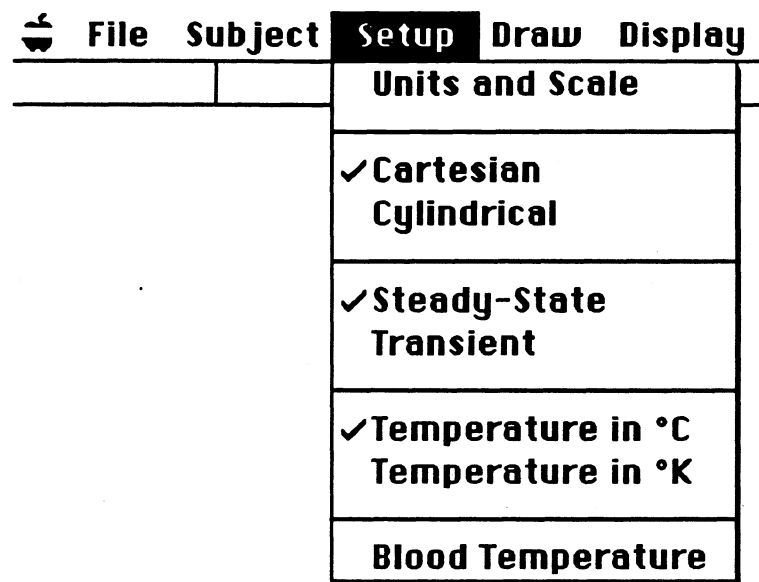 File Subject Setup Draw Display
Units and Scale
✓Cartesian
Cylindrical
✓Steady-State
Transient
✓Temperature in °C
Temperature in °K
Blood Temperature